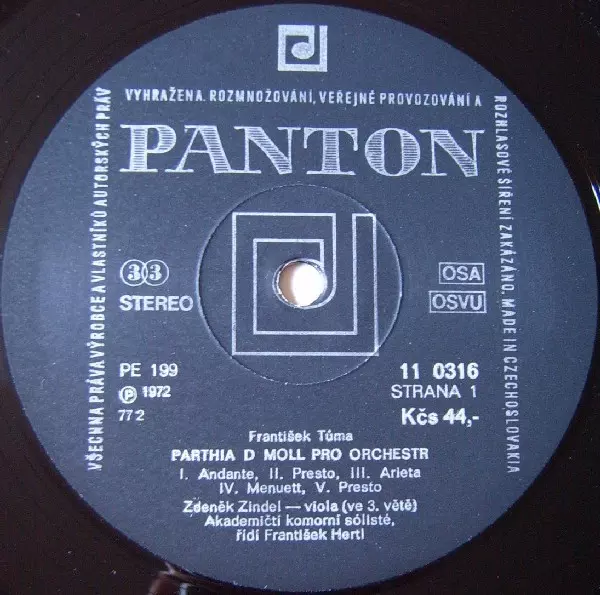 VŠECHNA PRÁVA VÝROBCE A VLASTNÍKŮ AUTORSKÝCH PRÁV
VYHRAŽENA. ROZMNOŽOVÁNÍ, VEŘEJNÉ PROVOZOVÁNÍ A
ROZHLASOVÉ ŠÍŘENÍ ZAKÁZÁNO. MADE IN CZECHOSLOVAKIA
PANTON
33
STEREO
OSA
OSVU
PE 199
Ⓟ 1972
77 2
11 0316
STRANA 1
Kčs 44,-
František Tůma
PARTHIA D MOLL PRO ORCHESTR
I. Andante, II. Presto, III. Arieta
IV. Menuett, V. Presto
Zdeněk Zindel — viola (ve 3. větě)
Akademičtí komorní sólisté,
řídí František Hertl